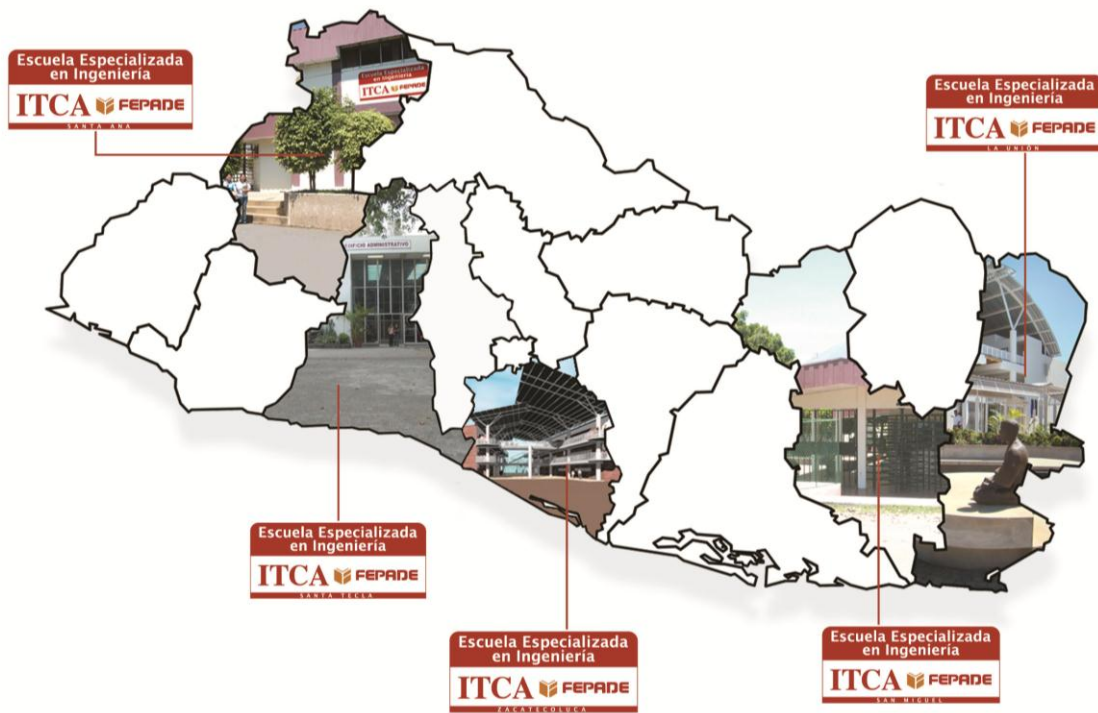 Escuela Especializada
en Ingeniería
ITCA FEPADE
SANTA ANA
Escuela Especializada
en Ingeniería
ITCA FEPADE
Escuela Especializada
en Ingeniería
ITCA FEPADE
LA UNIÓN
EDIFICIO ADMINISTRATIVO
Escuela Especializada
en Ingeniería
ITCA FEPADE
SANTA TECLA
Escuela Especializada
en Ingeniería
ITCA FEPADE
ZACATECOLUCA
Escuela Especializada
en Ingeniería
ITCA FEPADE
SAN MIGUEL